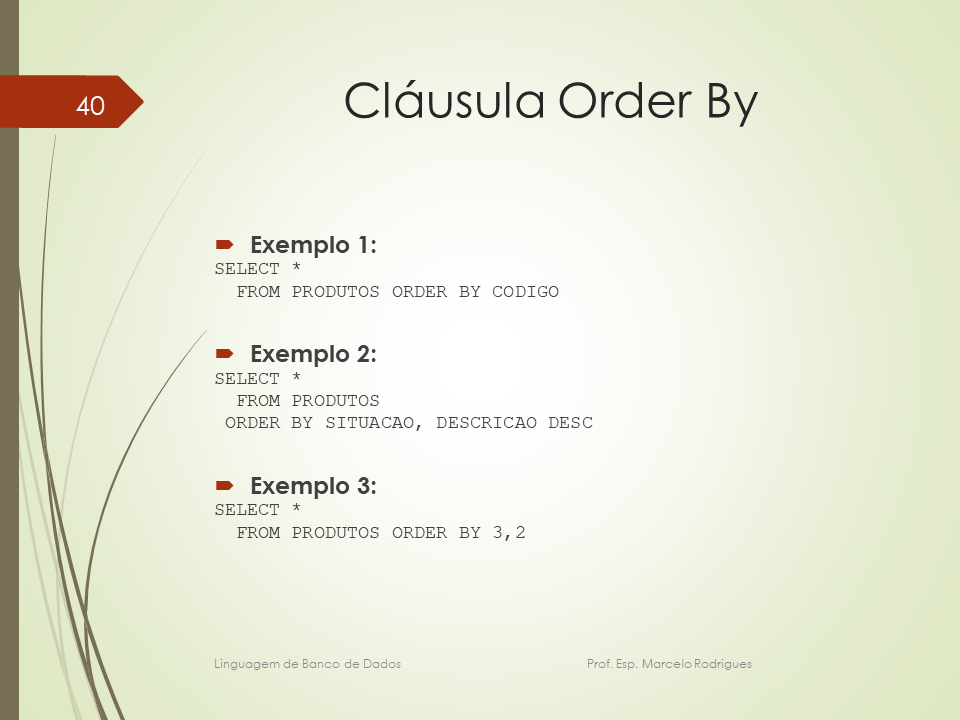 40
Cláusula Order By
Exemplo 1:
SELECT *
FROM PRODUTOS ORDER BY CODIGO
Exemplo 2:
SELECT *
FROM PRODUTOS
ORDER BY SITUACAO, DESCRICAO DESC
Exemplo 3:
SELECT *
FROM PRODUTOS ORDER BY 3,2
Linguagem de Banco de Dados
Prof. Esp. Marcelo Rodrigues